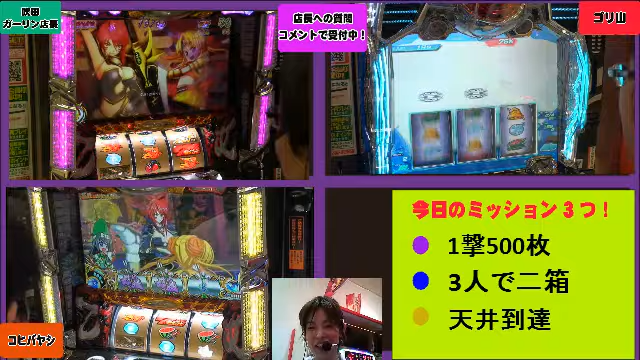 原田
ガーリン店長
店長への質問
コメントで受付中！
ゴリ山
今日のミッション３つ！
1撃500枚
3人で二箱
天井到達
コヒバヤシ